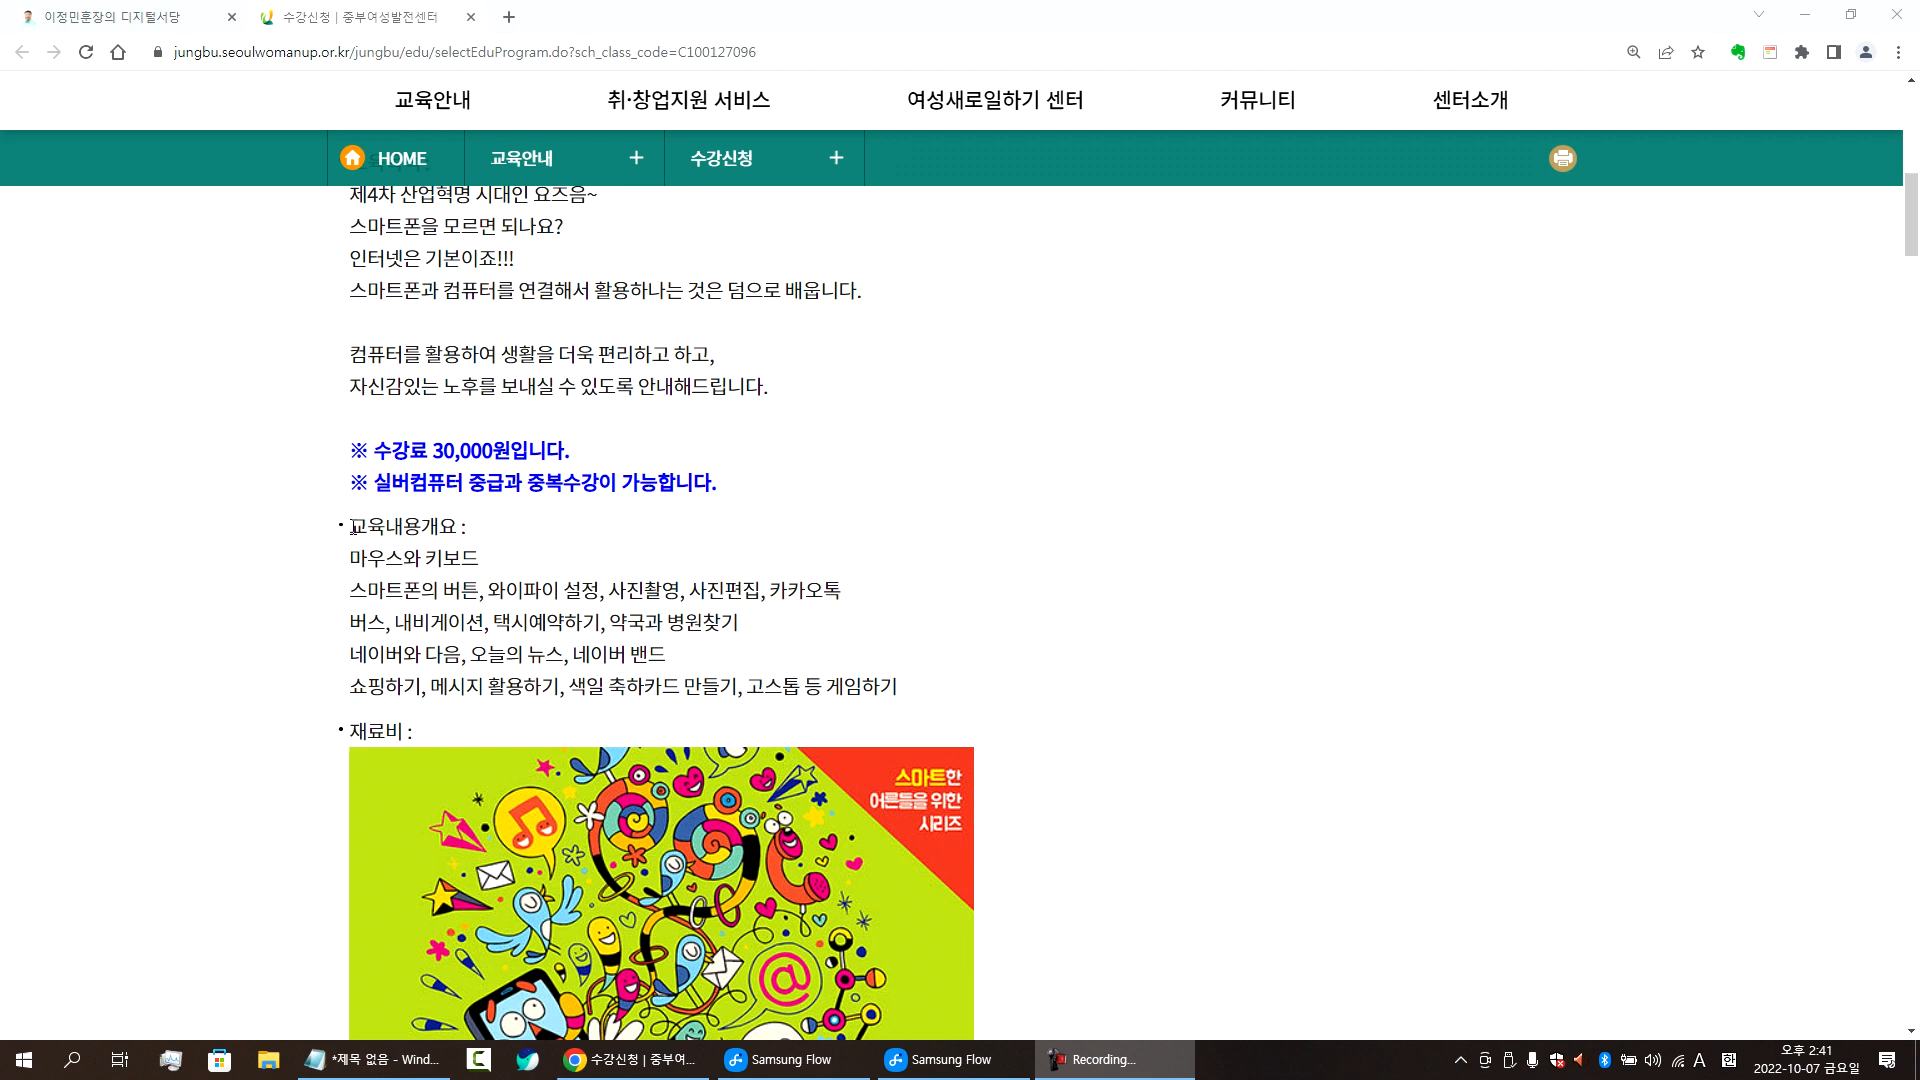 이정민훈장의 디지털서당
수강신청 | 중부여성발전센터
jungbu.seoulwomanup.or.kr/jungbu/edu/selectEduProgram.do?sch_class_code=C100127096
교육안내 취·창업지원 서비스 여성새로일하기 센터 커뮤니티 센터소개
HOME 교육안내 + 수강신청 +
제4차 산업혁명 시대인 요즈음~
스마트폰을 모르면 되나요?
인터넷은 기본이죠!!!
스마트폰과 컴퓨터를 연결해서 활용하나는 것은 덤으로 배웁니다.
컴퓨터를 활용하여 생활을 더욱 편리하고 하고,
자신감있는 노후를 보내실 수 있도록 안내해드립니다.
※ 수강료 30,000원입니다.
※ 실버컴퓨터 중급과 중복수강이 가능합니다.
· 교육내용개요 :
마우스와 키보드
스마트폰의 버튼, 와이파이 설정, 사진촬영, 사진편집, 카카오톡
버스, 내비게이션, 택시예약하기, 약국과 병원찾기
네이버와 다음, 오늘의 뉴스, 네이버 밴드
쇼핑하기, 메시지 활용하기, 색일 축하카드 만들기, 고스톱 등 게임하기
· 재료비 :
스마트한
어른들을 위한
시리즈
@
*제목 없음 - Wind... 수강신청 | 중부여... Samsung Flow Samsung Flow Recording... A 한 오후 2:41
2022-10-07 금요일